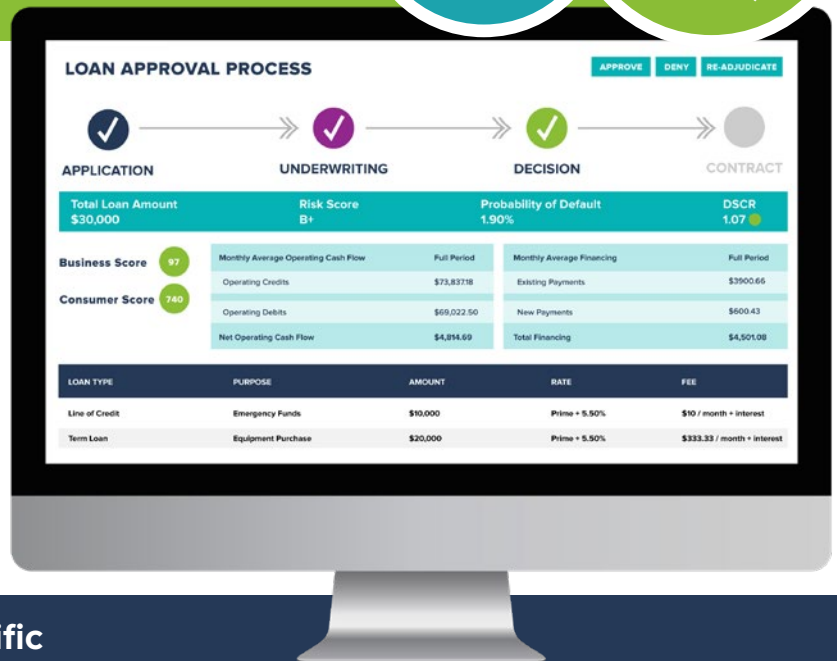 LOAN APPROVAL PROCESS
APPROVE DENY RE-ADJUDICATE
APPLICATION UNDERWRITING DECISION CONTRACT
Total Loan Amount Risk Score Probability of Default DSCR
$30,000 B+ 1.90% 1.07
Business Score 97
Consumer Score 740
Monthly Average Operating Cash Flow Full Period
Operating Credits $73,837.18
Operating Debits $69,022.50
Net Operating Cash Flow $4,814.69
Monthly Average Financing Full Period
Existing Payments $3900.66
New Payments $600.43
Total Financing $4,501.08
LOAN TYPE PURPOSE AMOUNT RATE FEE
Line of Credit Emergency Funds $10,000 Prime + 5.50% $10 / month + interest
Term Loan Equipment Purchase $20,000 Prime + 5.50% $333.33 / month + interest